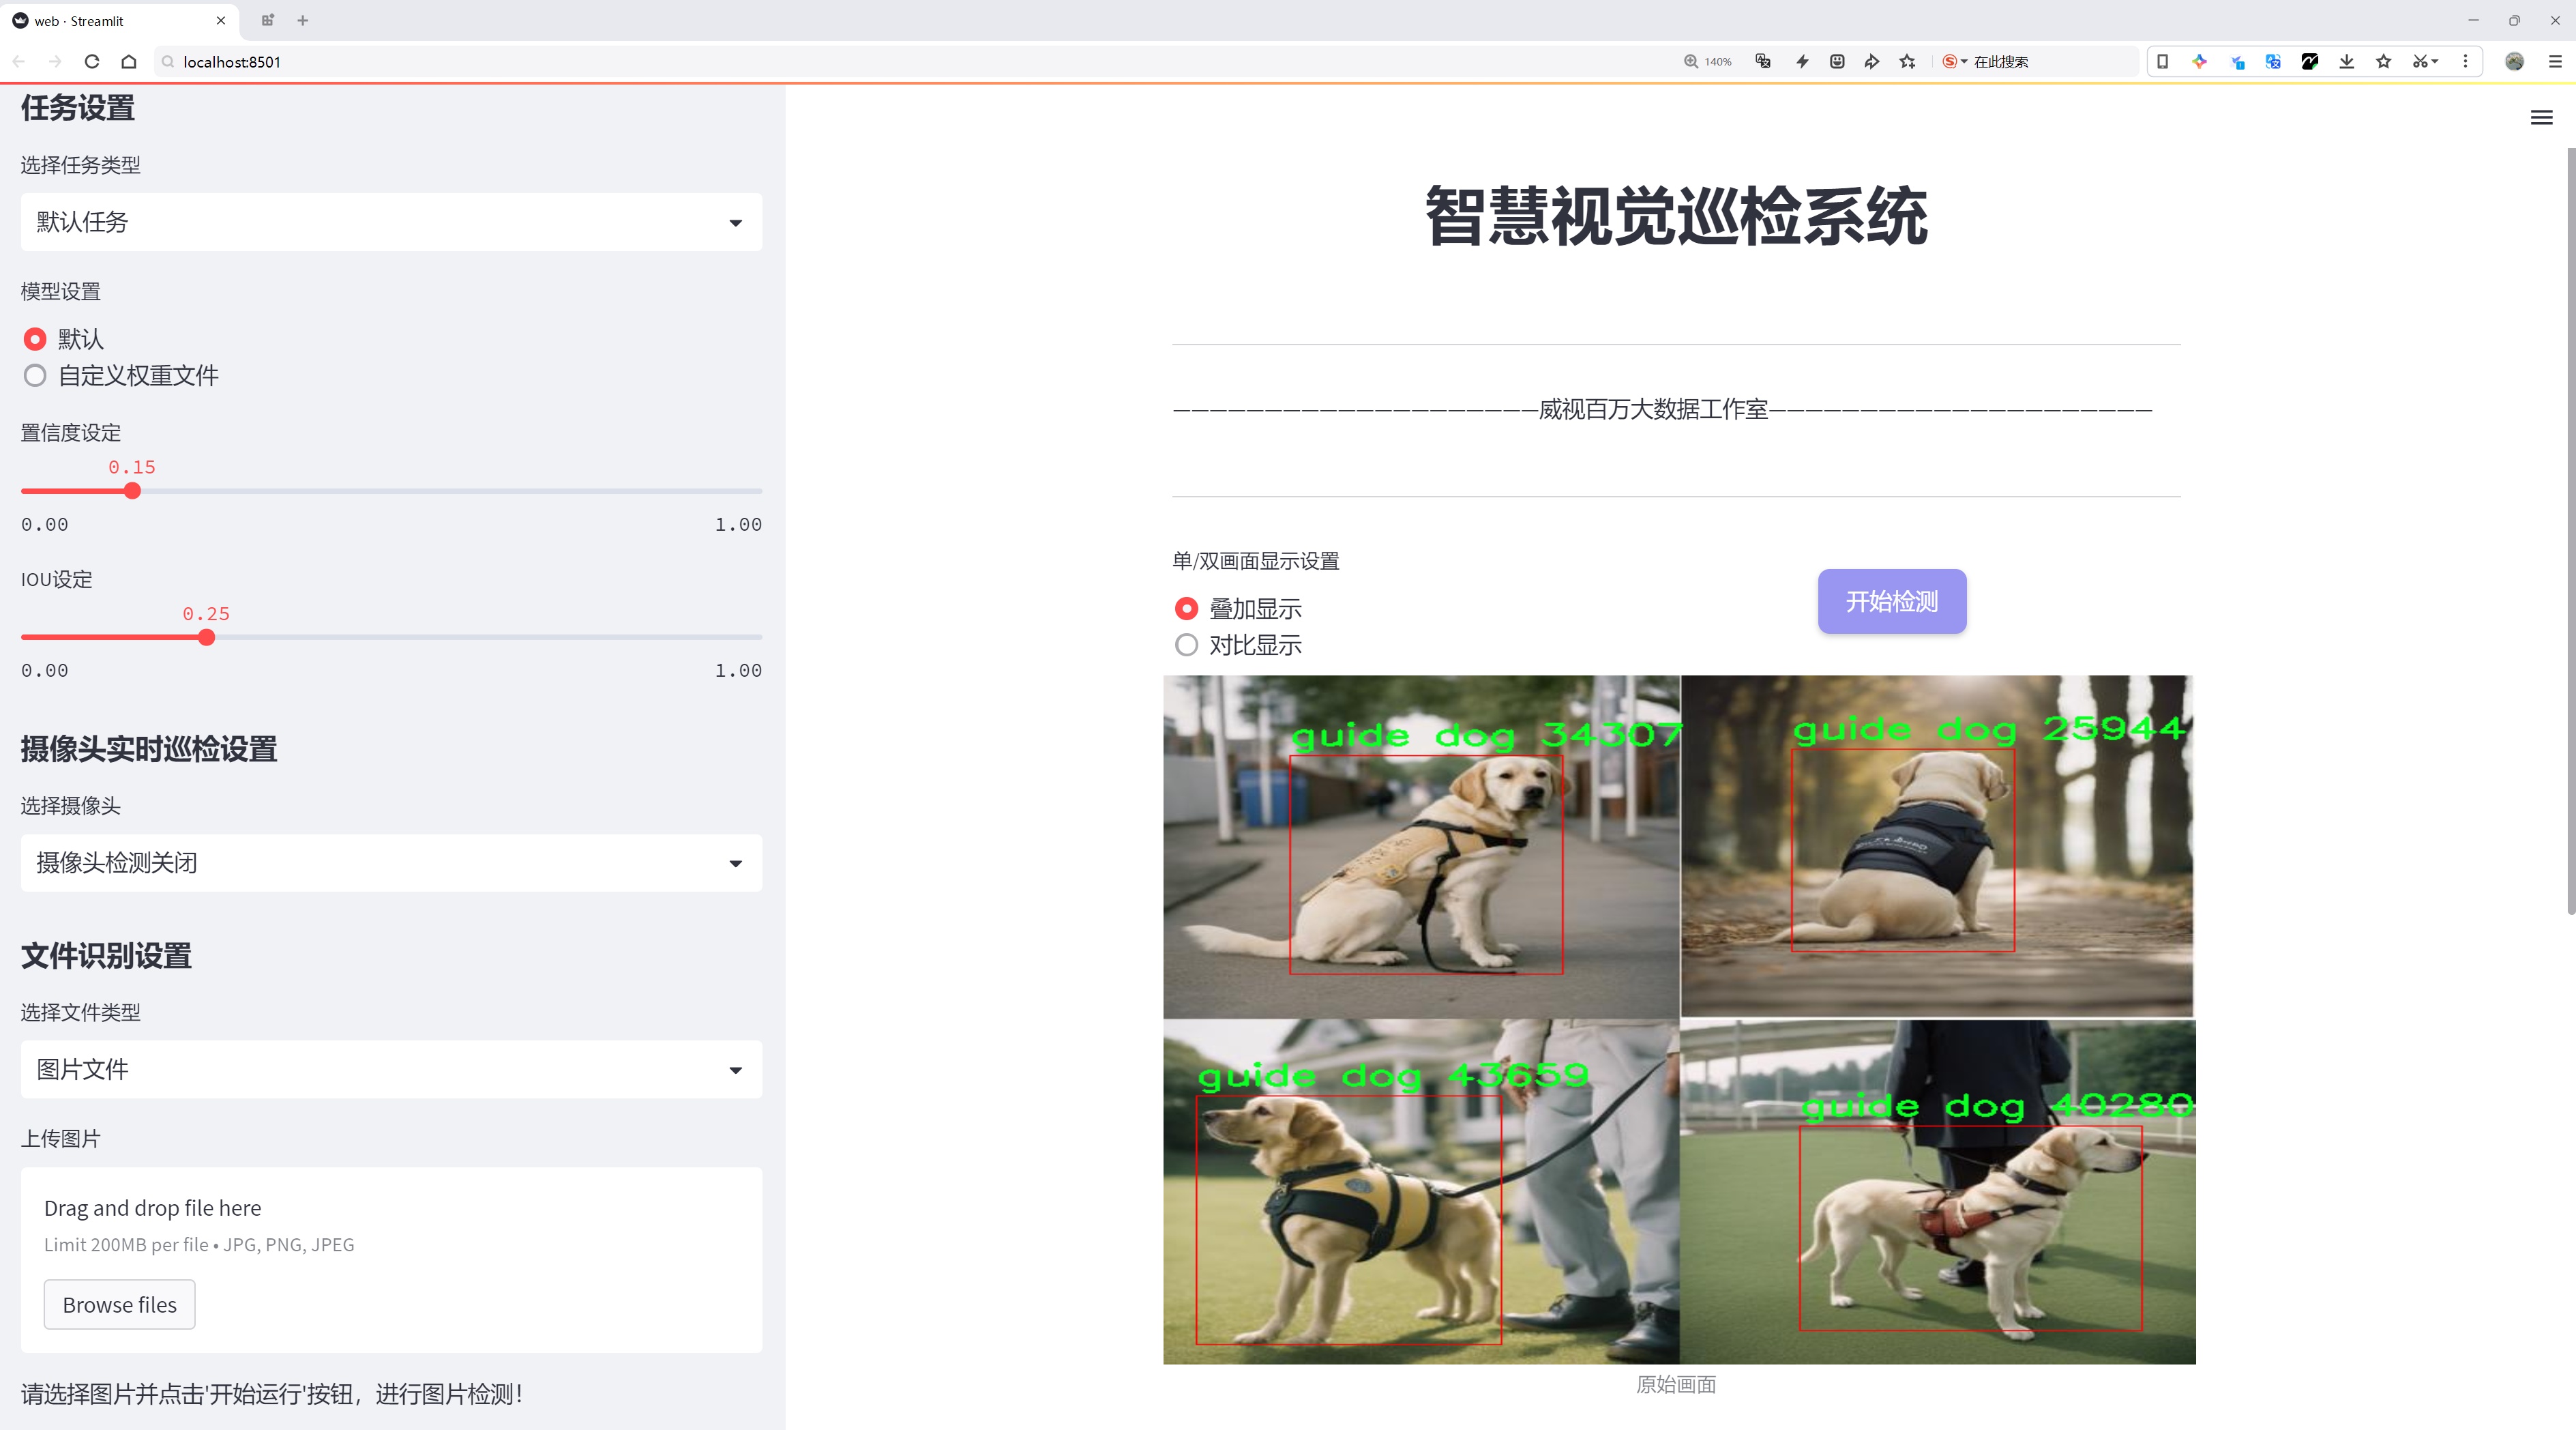 web · Streamlit
localhost:8501
140%
在此搜索
任务设置
选择任务类型
默认任务
模型设置
默认
自定义权重文件
置信度设定
0.15
0.00
1.00
IOU设定
0.25
0.00
1.00
摄像头实时巡检设置
选择摄像头
摄像头检测关闭
文件识别设置
选择文件类型
图片文件
上传图片
Drag and drop file here
Limit 200MB per file • JPG, PNG, JPEG
Browse files
请选择图片并点击'开始运行'按钮，进行图片检测！
智慧视觉巡检系统
—————————————————————威视百万大数据工作室—————————————————————
单/双画面显示设置
叠加显示
对比显示
开始检测
guide dog 34307
guide dog 25944
guide dog 43659
guide dog 40280
原始画面